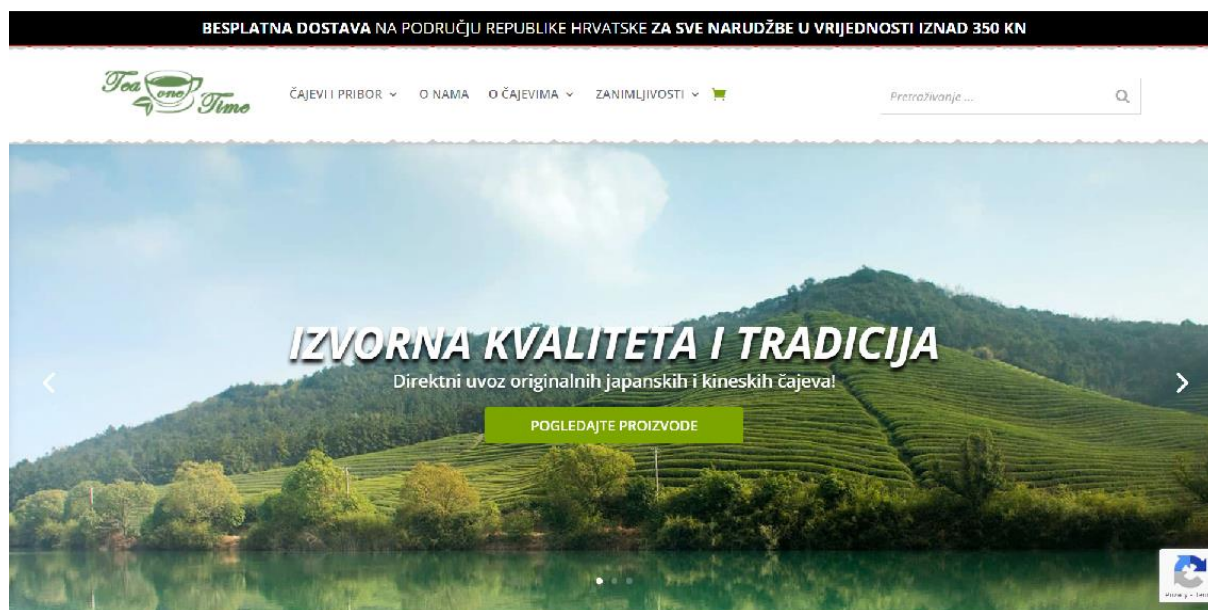 BESPLATNA DOSTAVA NA PODRUČJU REPUBLIKE HRVATSKE ZA SVE NARUDŽBE U VRIJEDNOSTI IZNAD 350 KN
Tea one Time
ČAJEVI I PRIBOR O NAMA O ČAJEVIMA ZANIMLJIVOSTI
Pretraživanje ...
IZVORNA KVALITETA I TRADICIJA
Direktni uvoz originalnih japanskih i kineskih čajeva!
POGLEDAJTE PROIZVODE